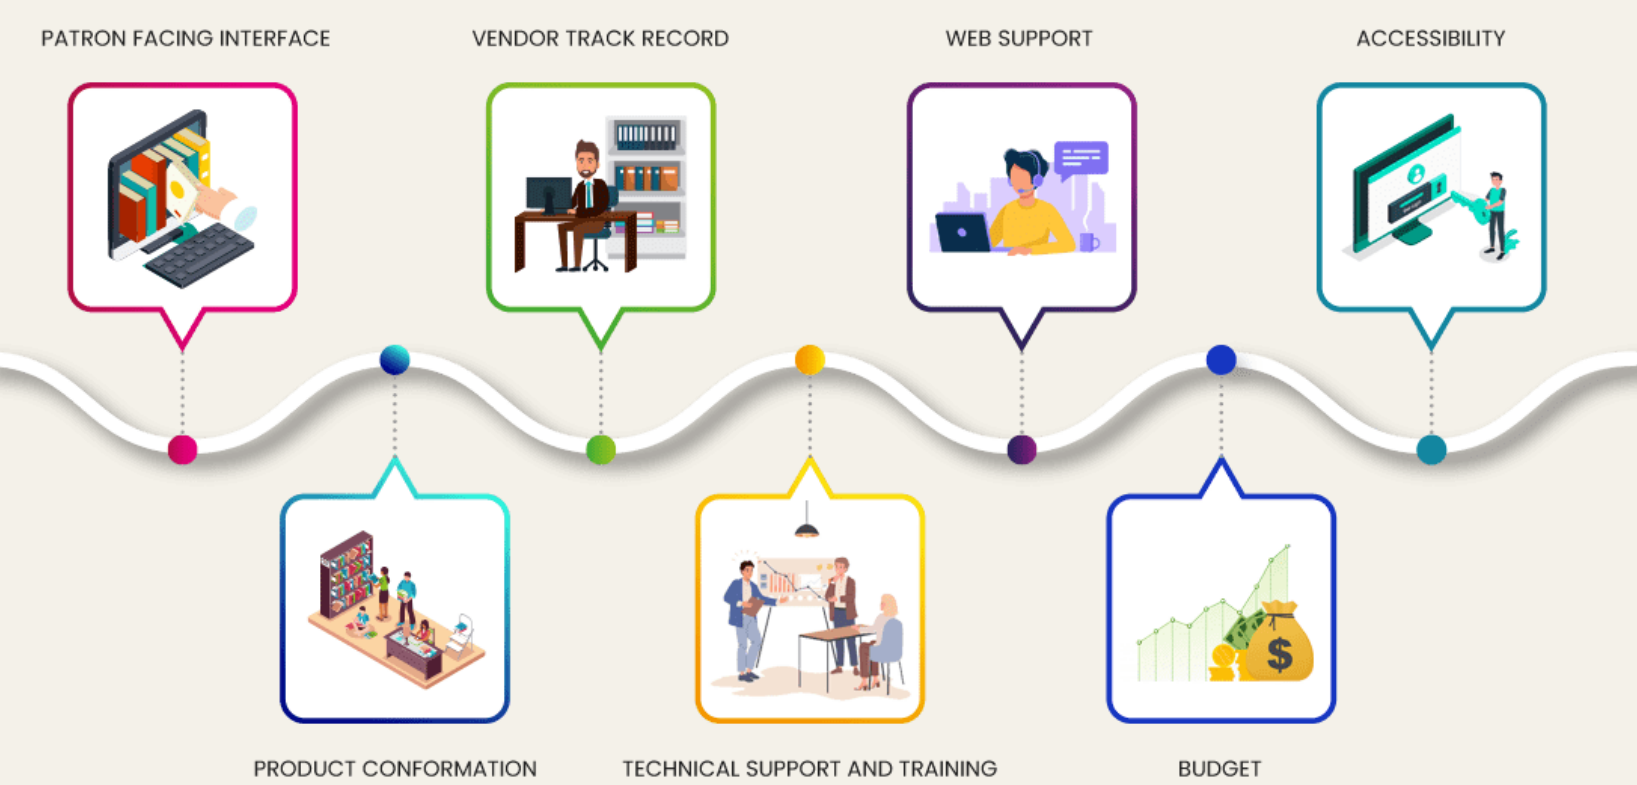 PATRON FACING INTERFACE
VENDOR TRACK RECORD
WEB SUPPORT
ACCESSIBILITY
$
PRODUCT CONFORMATION
TECHNICAL SUPPORT AND TRAINING
BUDGET